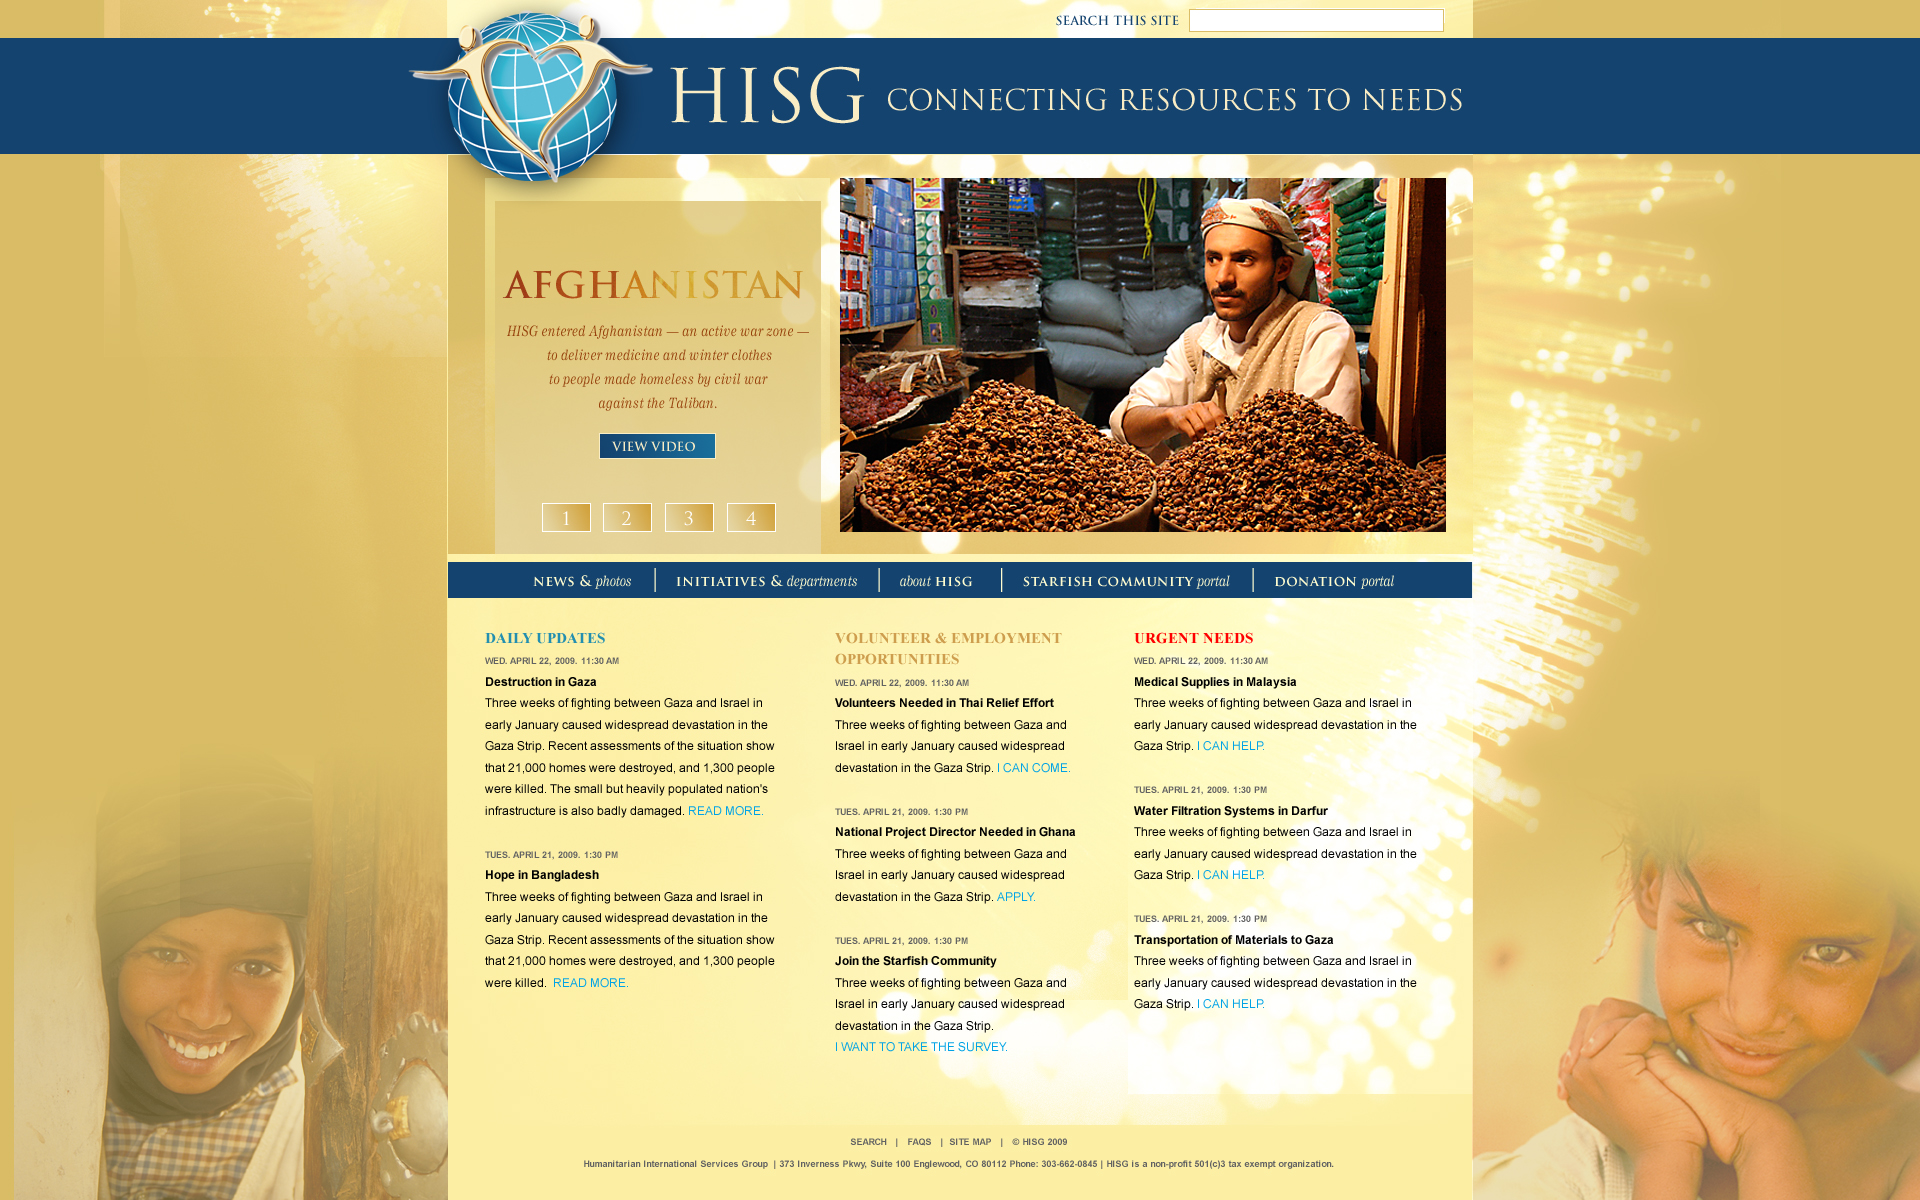 SEARCH THIS SITE
HISG CONNECTING RESOURCES TO NEEDS
AFGHANISTAN
HISG entered Afghanistan — an active war zone —
to deliver medicine and winter clothes
to people made homeless by civil war
against the Taliban.
VIEW VIDEO
1 2 3 4
NEWS & photos | INITIATIVES & departments | about HISG | STARFISH COMMUNITY portal | DONATION portal
DAILY UPDATES
WED. APRIL 22, 2009. 11:30 AM
Destruction in Gaza
Three weeks of fighting between Gaza and Israel in
early January caused widespread devastation in the
Gaza Strip. Recent assessments of the situation show
that 21,000 homes were destroyed, and 1,300 people
were killed. The small but heavily populated nation's
infrastructure is also badly damaged. READ MORE.
TUES. APRIL 21, 2009. 1:30 PM
Hope in Bangladesh
Three weeks of fighting between Gaza and Israel in
early January caused widespread devastation in the
Gaza Strip. Recent assessments of the situation show
that 21,000 homes were destroyed, and 1,300 people
were killed. READ MORE.
VOLUNTEER & EMPLOYMENT
OPPORTUNITIES
WED. APRIL 22, 2009. 11:30 AM
Volunteers Needed in Thai Relief Effort
Three weeks of fighting between Gaza and
Israel in early January caused widespread
devastation in the Gaza Strip. I CAN COME.
TUES. APRIL 21, 2009. 1:30 PM
National Project Director Needed in Ghana
Three weeks of fighting between Gaza and
Israel in early January caused widespread
devastation in the Gaza Strip. APPLY.
TUES. APRIL 21, 2009. 1:30 PM
Join the Starfish Community
Three weeks of fighting between Gaza and
Israel in early January caused widespread
devastation in the Gaza Strip.
I WANT TO TAKE THE SURVEY.
URGENT NEEDS
WED. APRIL 22, 2009. 11:30 AM
Medical Supplies in Malaysia
Three weeks of fighting between Gaza and Israel in
early January caused widespread devastation in the
Gaza Strip. I CAN HELP.
TUES. APRIL 21, 2009. 1:30 PM
Water Filtration Systems in Darfur
Three weeks of fighting between Gaza and Israel in
early January caused widespread devastation in the
Gaza Strip. I CAN HELP.
TUES. APRIL 21, 2009. 1:30 PM
Transportation of Materials to Gaza
Three weeks of fighting between Gaza and Israel in
early January caused widespread devastation in the
Gaza Strip. I CAN HELP.
SEARCH | FAQS | SITE MAP | © HISG 2009
Humanitarian International Services Group | 373 Inverness Pkwy, Suite 100 Englewood, CO 80112 Phone: 303-662-0845 | HISG is a non-profit 501(c)3 tax exempt organization.